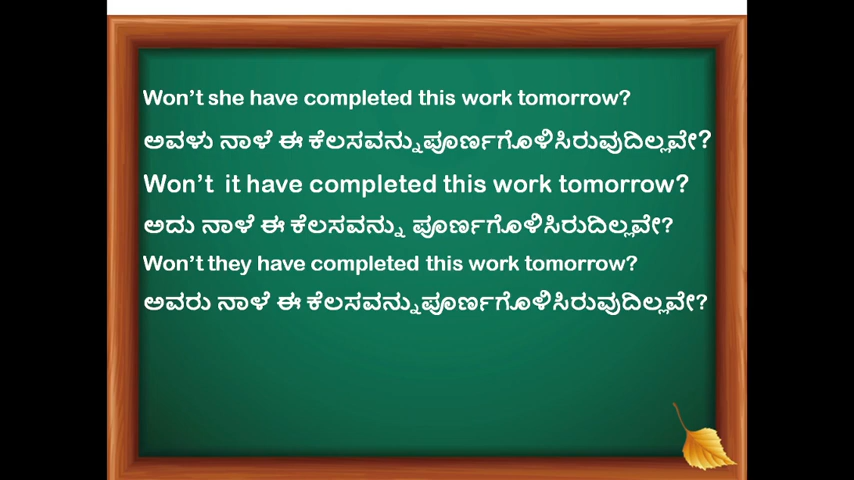 Won't she have completed this work tomorrow?
ಅವಳು ನಾಳೆ ಈ ಕೆಲಸವನ್ನು ಪೂರ್ಣಗೊಳಿಸಿರುವುದಿಲ್ಲವೇ?
Won't it have completed this work tomorrow?
ಅದು ನಾಳೆ ಈ ಕೆಲಸವನ್ನು ಪೂರ್ಣಗೊಳಿಸಿರುದಿಲ್ಲವೇ?
Won't they have completed this work tomorrow?
ಅವರು ನಾಳೆ ಈ ಕೆಲಸವನ್ನು ಪೂರ್ಣಗೊಳಿಸಿರುವುದಿಲ್ಲವೇ?